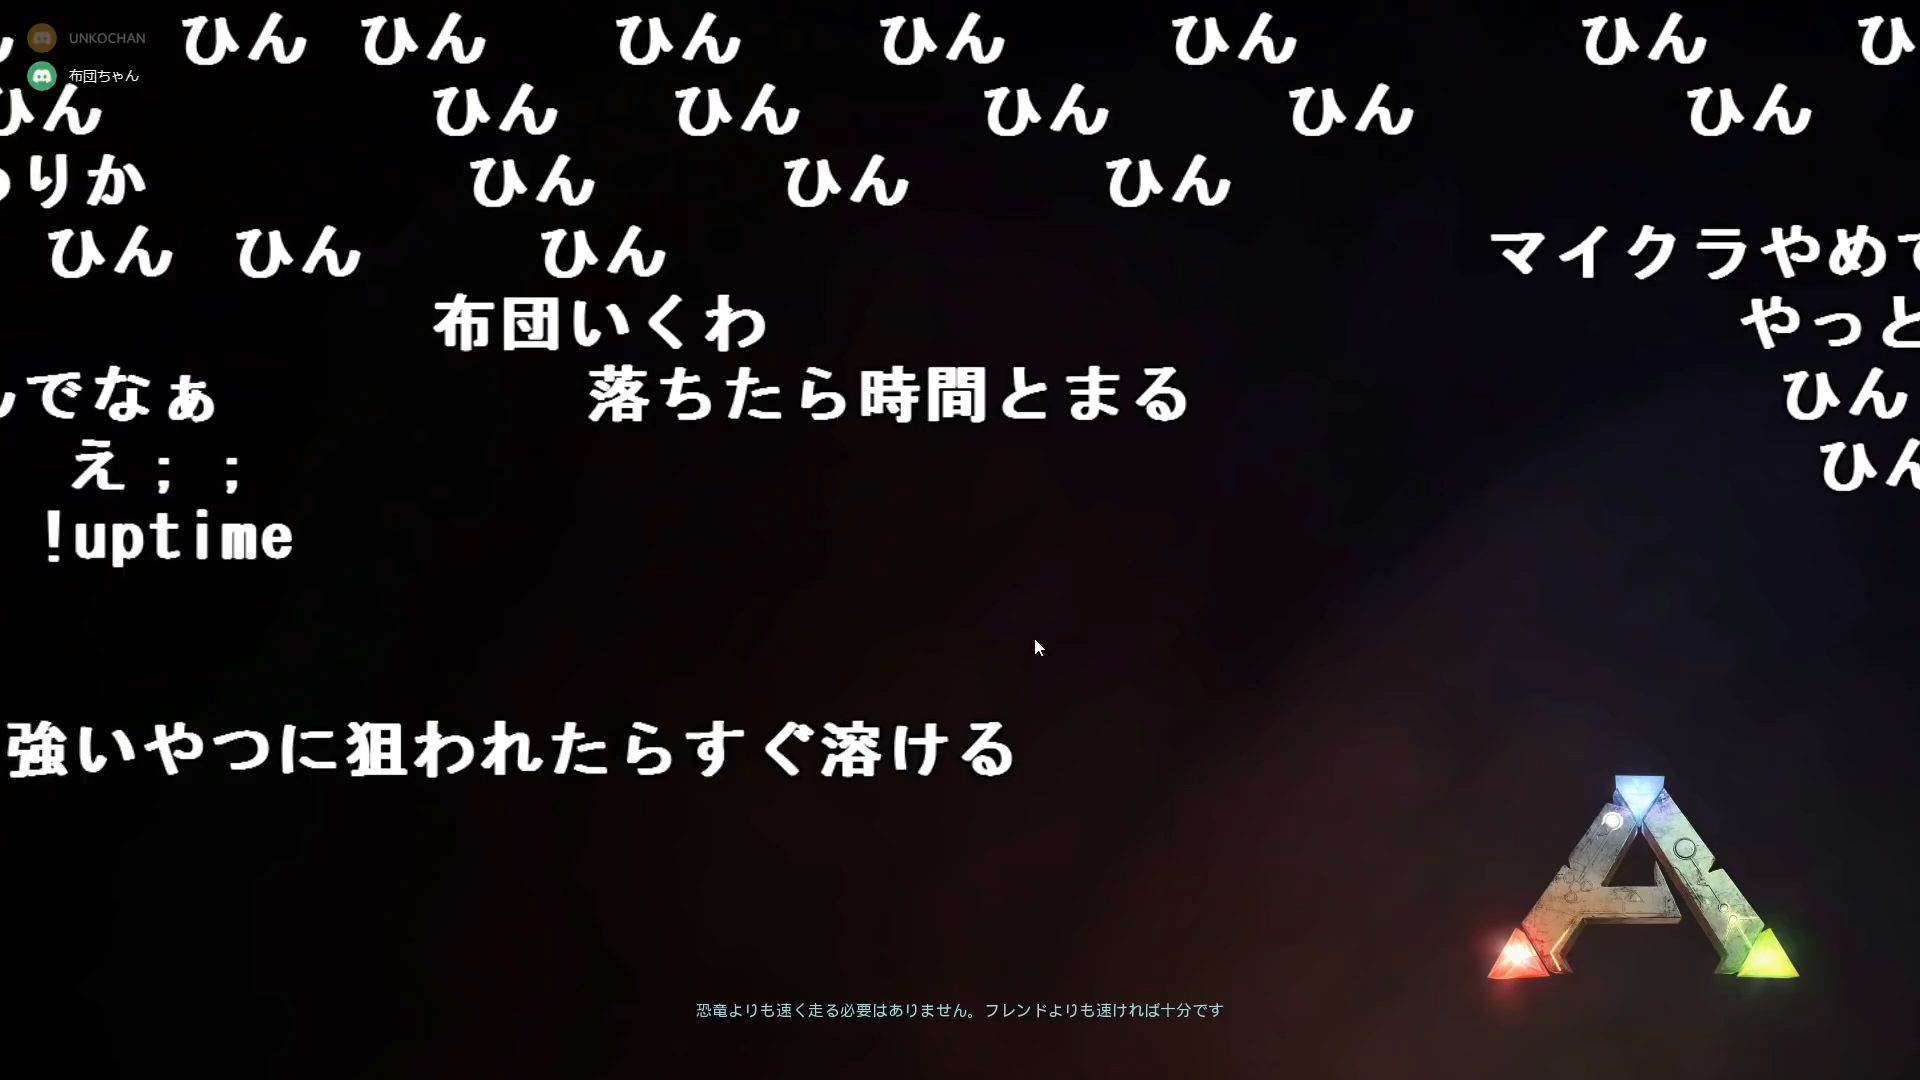 UNKOCHAN
ひん ひん ひん ひん ひん ひん ひ
布団ちゃん
ひん ひん ひん ひん ひん ひん
りか ひん ひん ひん
ひん ひん ひん マイクラやめて
布団いくわ やっと
でなぁ 落ちたら時間とまる ひん
え；； ひん
!uptime
強いやつに狙われたらすぐ溶ける
恐竜よりも速く走る必要はありません。フレンドよりも速ければ十分です